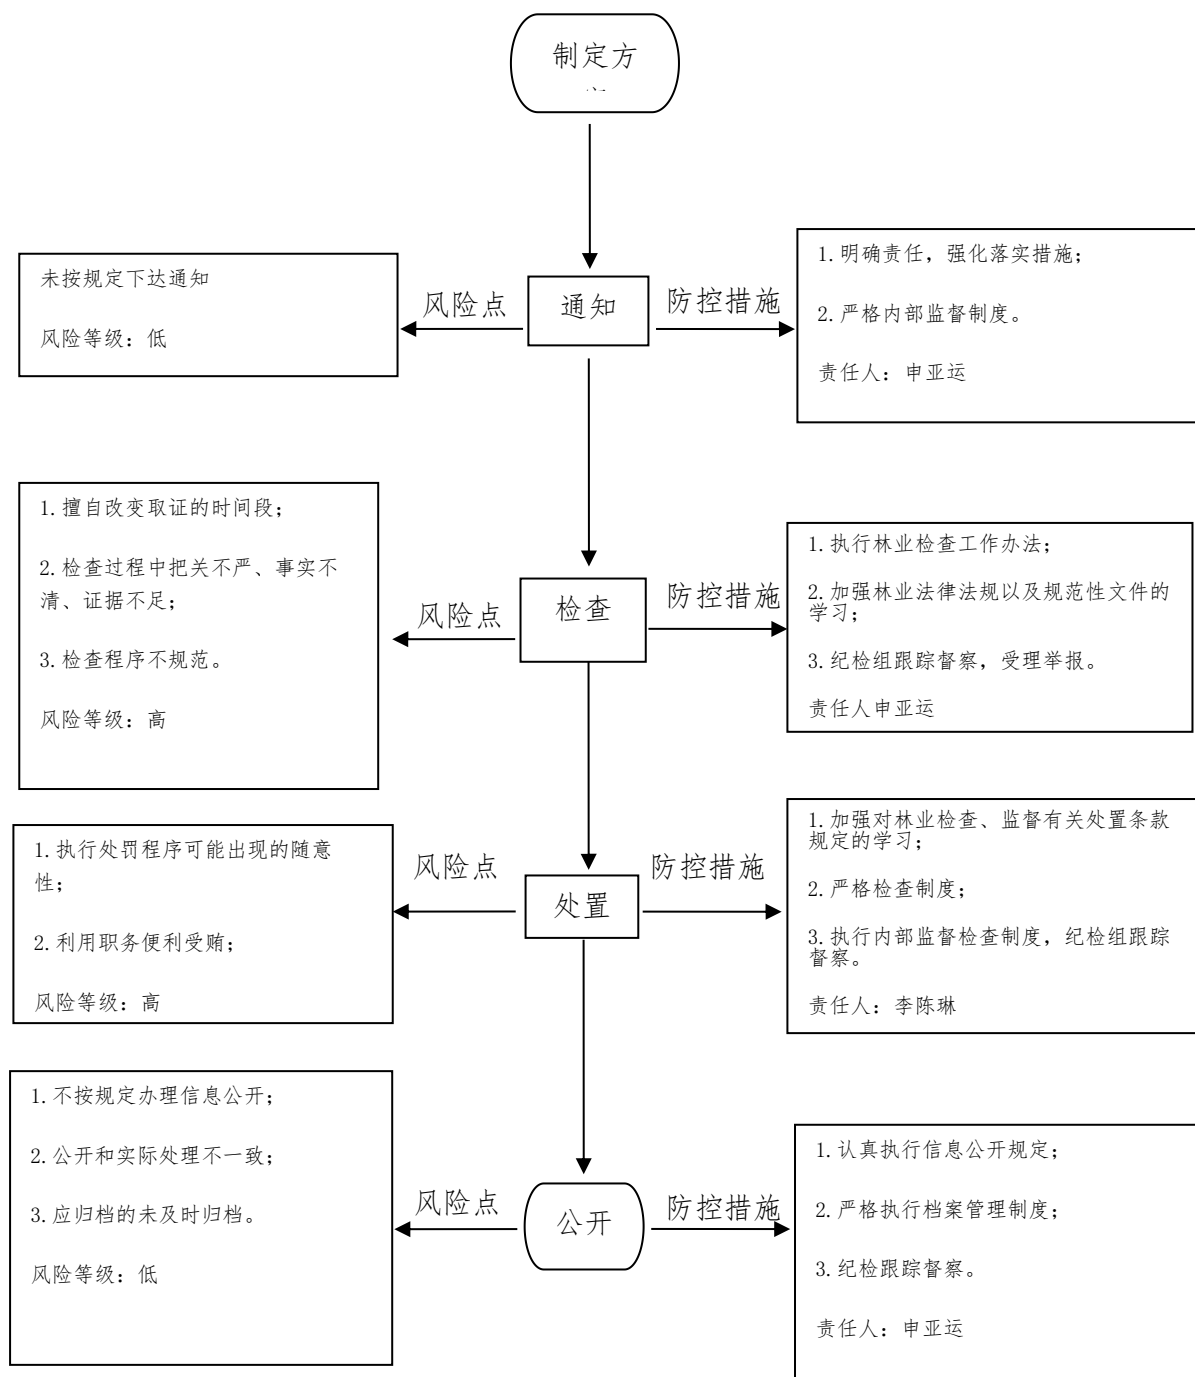 制定方
未按规定下达通知
风险等级：低
风险点
通知
防控措施
1.明确责任，强化落实措施；
2.严格内部监督制度。
责任人：申亚运
1.擅自改变取证的时间段；
2.检查过程中把关不严、事实不
清、证据不足；
3.检查程序不规范。
风险等级：高
风险点
检查
防控措施
1.执行林业检查工作办法；
2.加强林业法律法规以及规范性文件的
学习；
3.纪检组跟踪督察，受理举报。
责任人申亚运
1.执行处罚程序可能出现的随意
性；
2.利用职务便利受贿；
风险等级：高
风险点
处置
防控措施
1.加强对林业检查、监督有关处置条款
规定的学习；
2.严格检查制度；
3.执行内部监督检查制度，纪检组跟踪
督察。
责任人：李陈琳
1.不按规定办理信息公开；
2.公开和实际处理不一致；
3.应归档的未及时归档。
风险等级：低
风险点
公开
防控措施
1.认真执行信息公开规定；
2.严格执行档案管理制度；
3.纪检跟踪督察。
责任人：申亚运